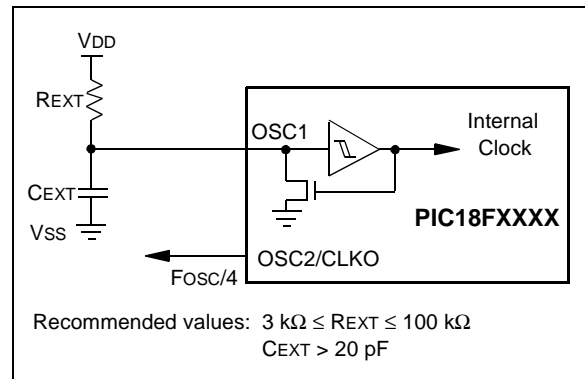 VDD
REXT
OSC1
Internal
Clock
CEXT
PIC18FXXXX
VSS
OSC2/CLKO
FOSC/4
Recommended values: 3 kΩ ≤ REXT ≤ 100 kΩ
CEXT > 20 pF